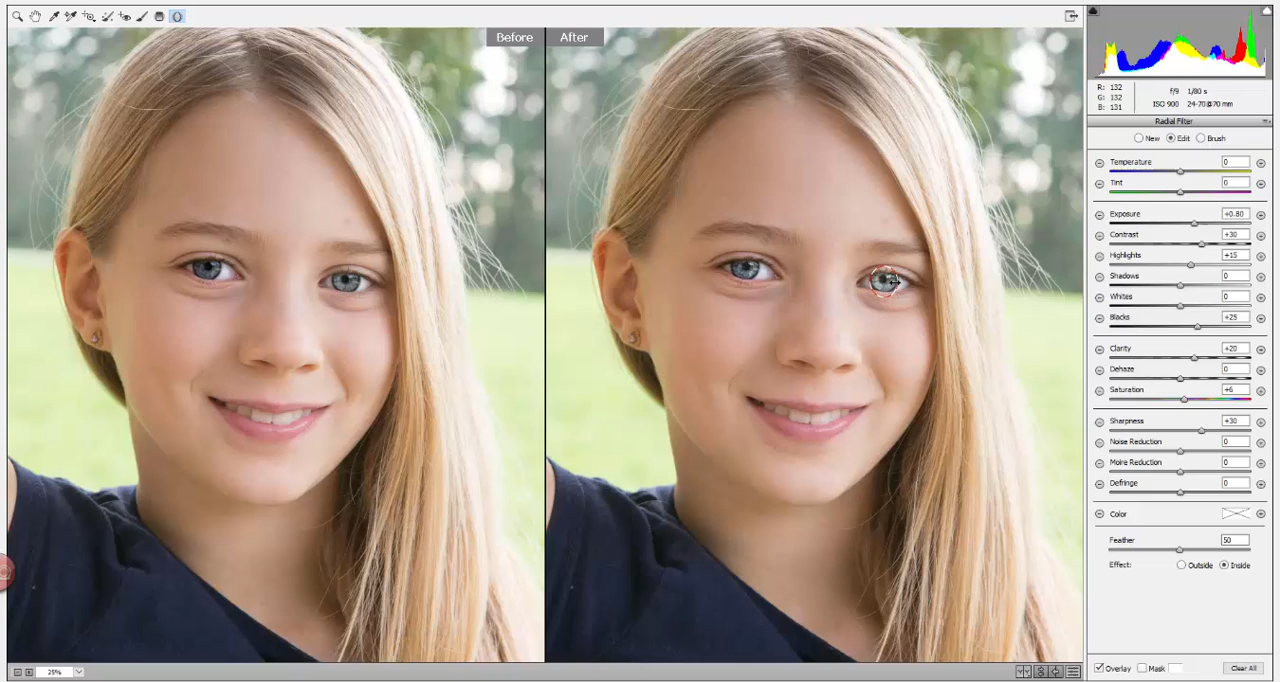 Before
After
R: 132
G: 132
B: 131
f/9 1/80 s
ISO 900 24-70@70 mm
Radial Filter
New Edit Brush
Temperature 0
Tint 0
Exposure +0.80
Contrast +30
Highlights +15
Shadows 0
Whites 0
Blacks +25
Clarity +20
Dehaze 0
Saturation +6
Sharpness +30
Noise Reduction 0
Moire Reduction 0
Defringe 0
Color
Feather 50
Effect: Outside Inside
25%
Overlay Mask Clear All